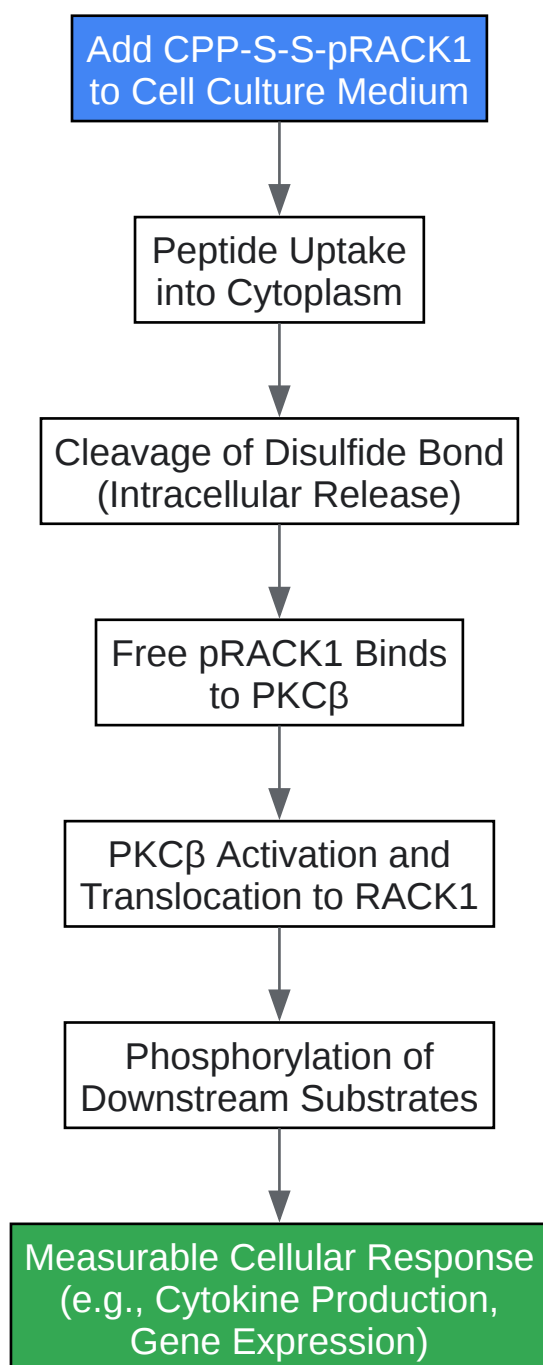 Add CPP-S-S-pRACK1
to Cell Culture Medium
Peptide Uptake
into Cytoplasm
Cleavage of Disulfide Bond
(Intracellular Release)
Free pRACK1 Binds
to PKCβ
PKCβ Activation and
Translocation to RACK1
Phosphorylation of
Downstream Substrates
Measurable Cellular Response
(e.g., Cytokine Production,
Gene Expression)